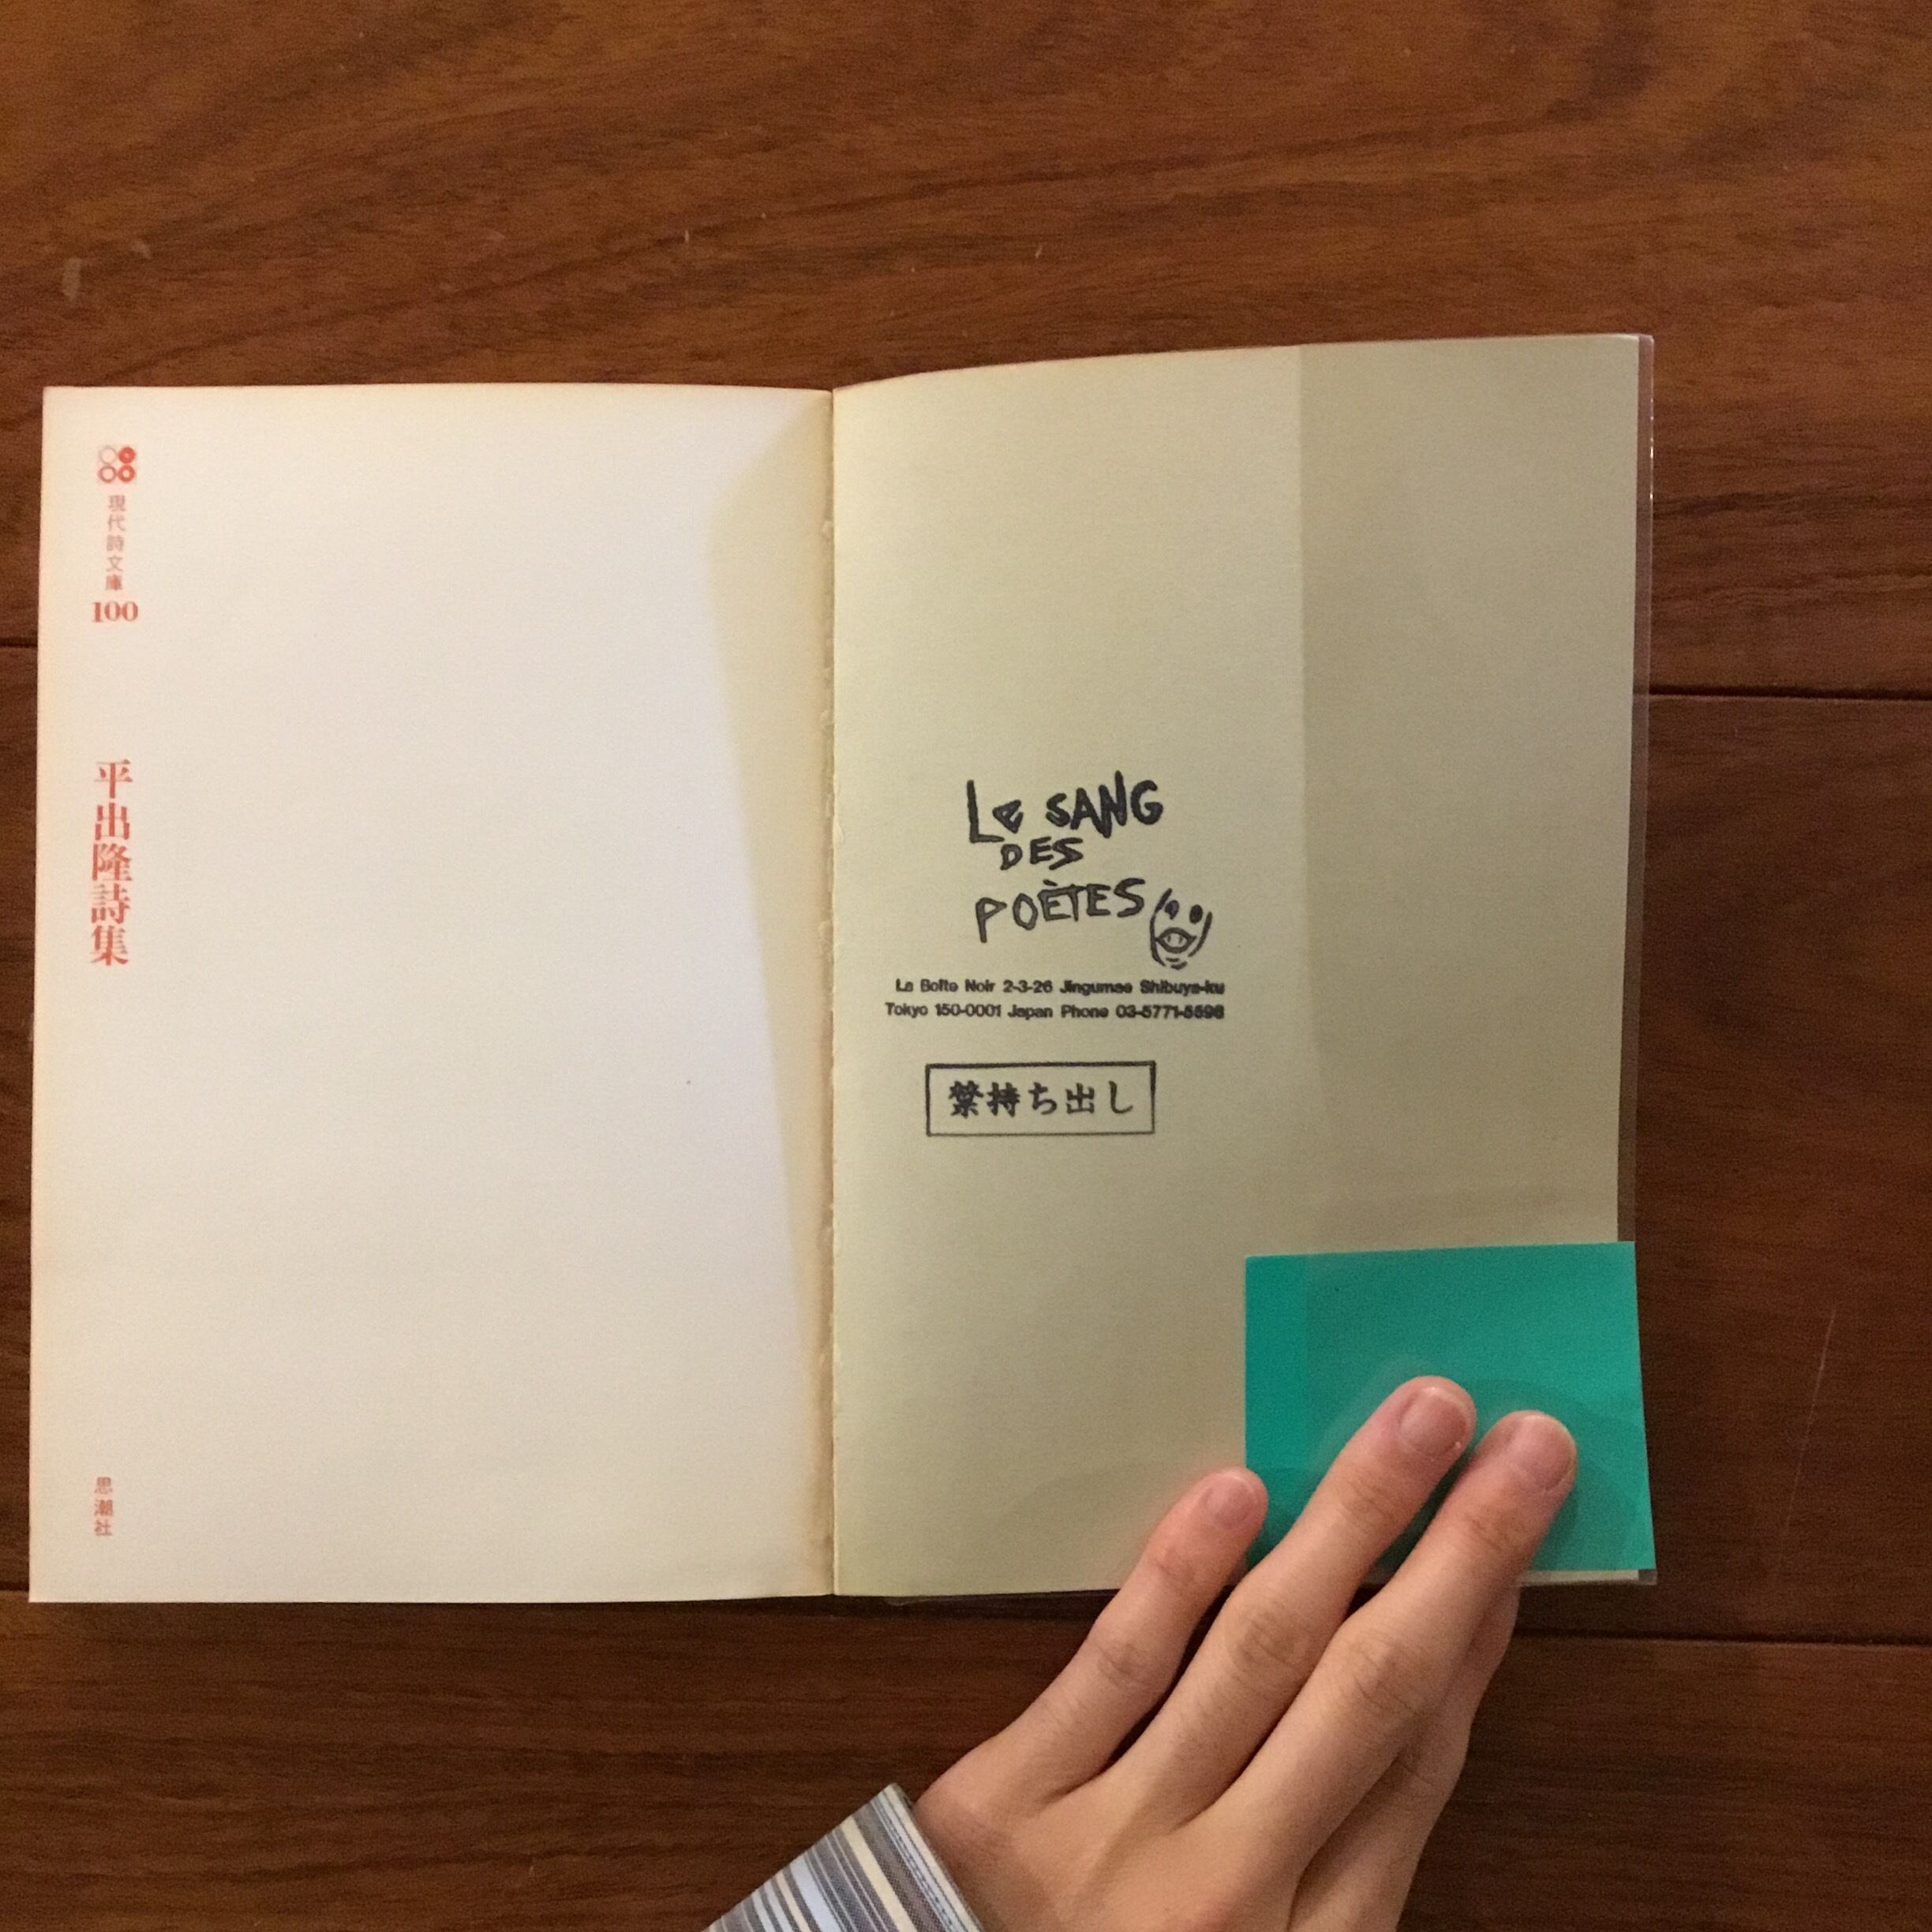 現代詩文庫
100
平出隆詩集
思潮社
LE SANG
DES
POÈTES
La Boîte Noir 2-3-26 Jingumae Shibuya-ku
Tokyo 150-0001 Japan Phone 03-5771-5598
禁持ち出し